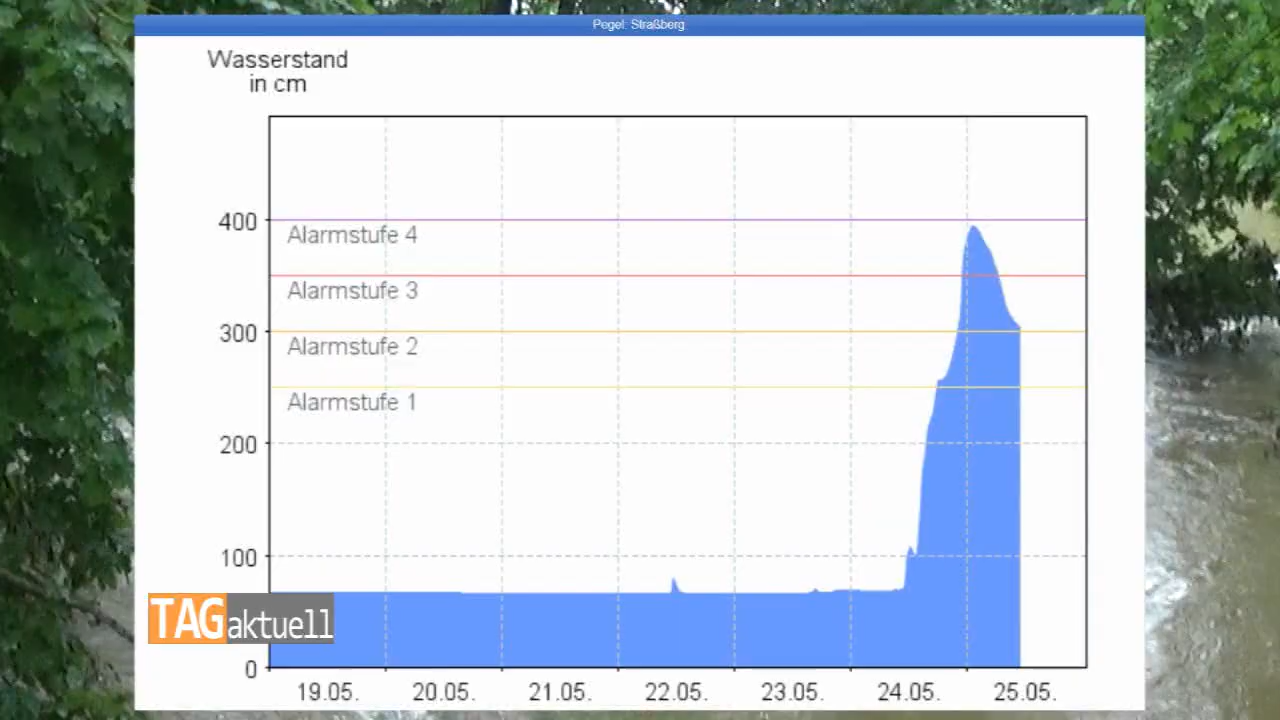 Pegel: Straßberg
Wasserstand
in cm
400
Alarmstufe 4
Alarmstufe 3
300
Alarmstufe 2
Alarmstufe 1
200
100
TAGaktuell
0
19.05. 20.05. 21.05. 22.05. 23.05. 24.05. 25.05.